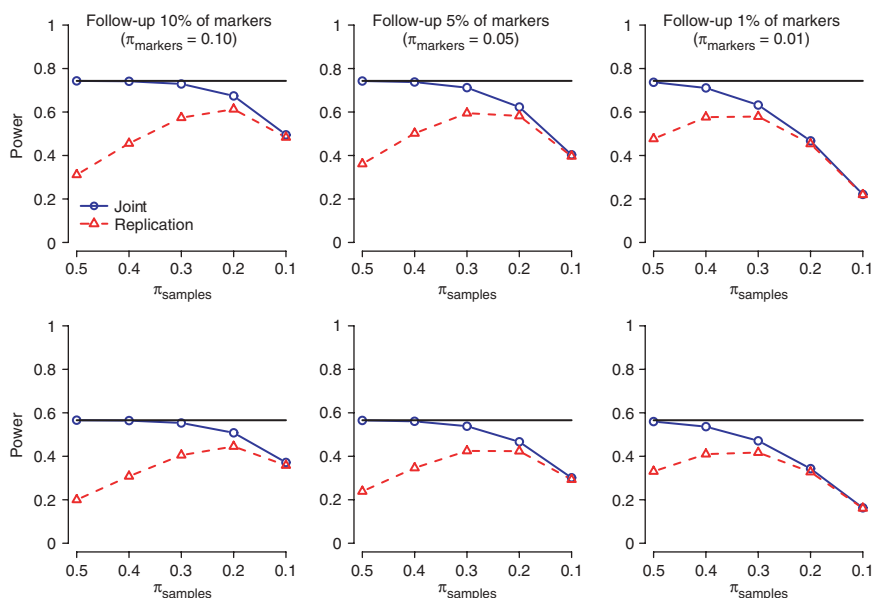 Follow-up 10% of markers
(πmarkers = 0.10)
Follow-up 5% of markers
(πmarkers = 0.05)
Follow-up 1% of markers
(πmarkers = 0.01)
Power
1
0.8
0.6
0.4
0.2
0
Joint
Replication
0.5 0.4 0.3 0.2 0.1
πsamples
1
0.8
0.6
0.4
0.2
0
0.5 0.4 0.3 0.2 0.1
πsamples
1
0.8
0.6
0.4
0.2
0
0.5 0.4 0.3 0.2 0.1
πsamples
Power
1
0.8
0.6
0.4
0.2
0
0.5 0.4 0.3 0.2 0.1
πsamples
1
0.8
0.6
0.4
0.2
0
0.5 0.4 0.3 0.2 0.1
πsamples
1
0.8
0.6
0.4
0.2
0
0.5 0.4 0.3 0.2 0.1
πsamples